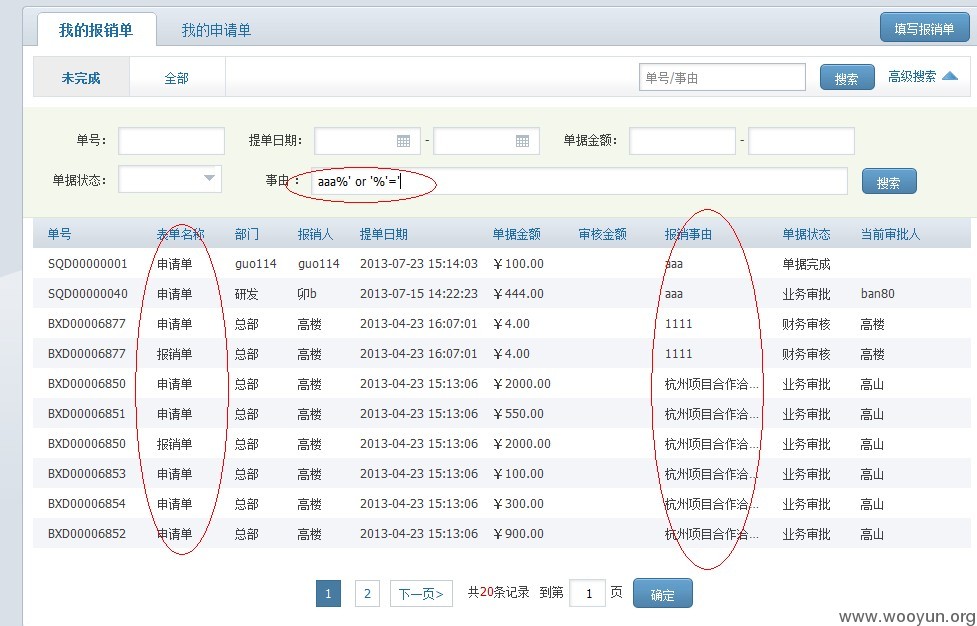 我的报销单 我的申请单 填写报销单
未完成 全部 单号/事由 搜索 高级搜索
单号： 提单日期： - 单据金额： -
单据状态： 事由： aaa%' or '%'=' 搜索
单号 表单名称 部门 报销人 提单日期 单据金额 审核金额 报销事由 单据状态 当前审批人
SQD00000001 申请单 guo114 guo114 2013-07-23 15:14:03 ￥100.00 aaa 单据完成
SQD00000040 申请单 研发 卯b 2013-07-15 14:22:23 ￥444.00 aaa 业务审批 ban80
BXD00006877 申请单 总部 高楼 2013-04-23 16:07:01 ￥4.00 1111 财务审核 高楼
BXD00006877 报销单 总部 高楼 2013-04-23 16:07:01 ￥4.00 1111 财务审核 高楼
BXD00006850 申请单 总部 高楼 2013-04-23 15:13:06 ￥2000.00 杭州项目合作洽... 业务审批 高山
BXD00006851 申请单 总部 高楼 2013-04-23 15:13:06 ￥550.00 杭州项目合作洽... 业务审批 高山
BXD00006850 报销单 总部 高楼 2013-04-23 15:13:06 ￥2000.00 杭州项目合作洽... 业务审批 高山
BXD00006853 申请单 总部 高楼 2013-04-23 15:13:06 ￥100.00 杭州项目合作洽... 业务审批 高山
BXD00006854 申请单 总部 高楼 2013-04-23 15:13:06 ￥300.00 杭州项目合作洽... 业务审批 高山
BXD00006852 申请单 总部 高楼 2013-04-23 15:13:06 ￥900.00 杭州项目合作洽... 业务审批 高山
1 2 下一页> 共20条记录 到第 1 页 确定
www.wooyun.org